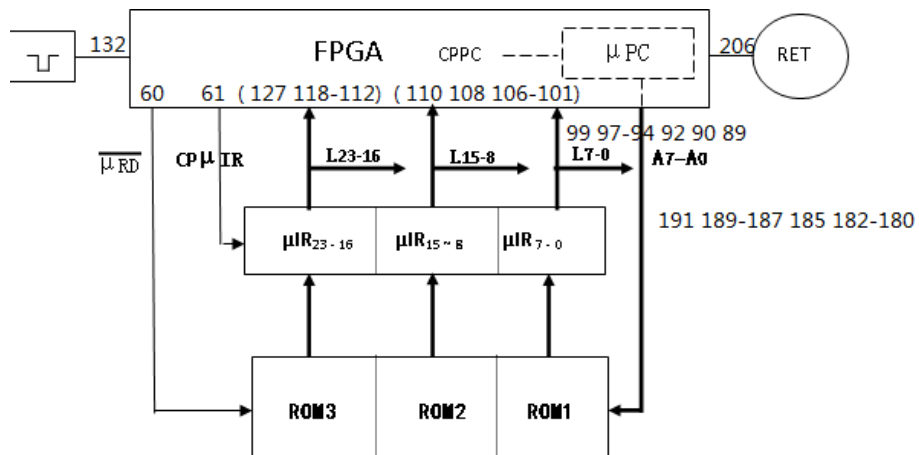 132
FPGA
CPPC
μPC
206
RET
60 61 (127 118-112) (110 108 106-101)
99 97-94 92 90 89
μRD
CPμIR
L23-16
L15-8
L7-0
A7-A0
191 189-187 185 182-180
μIR23-16
μIR15~8
μIR7-0
ROM3
ROM2
ROM1